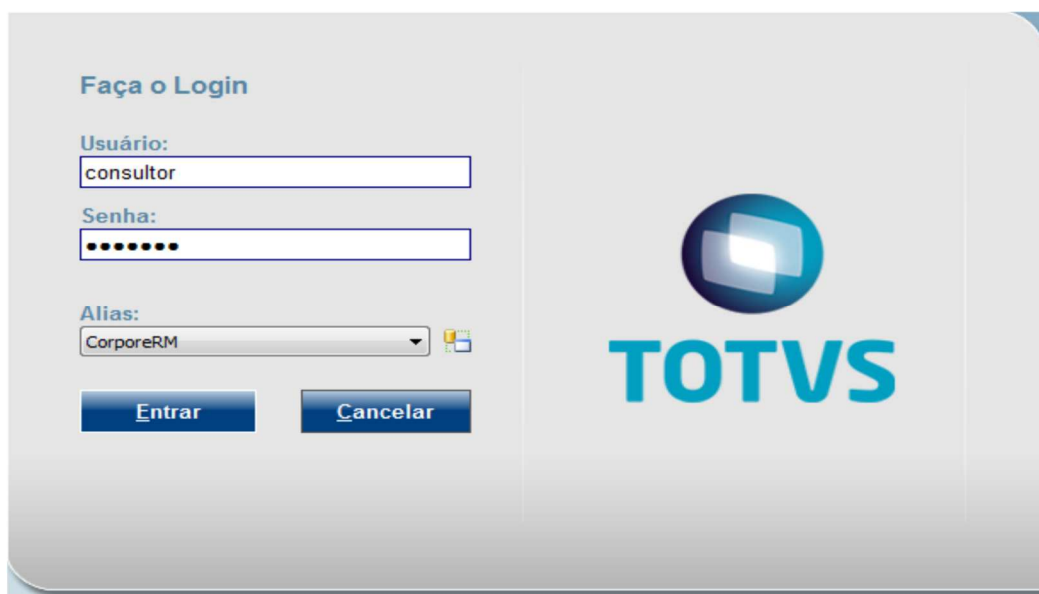 Faça o Login
Usuário:
consultor
Senha:
•••••••
Alias:
CorporeRM
Entrar
Cancelar
TOTVS